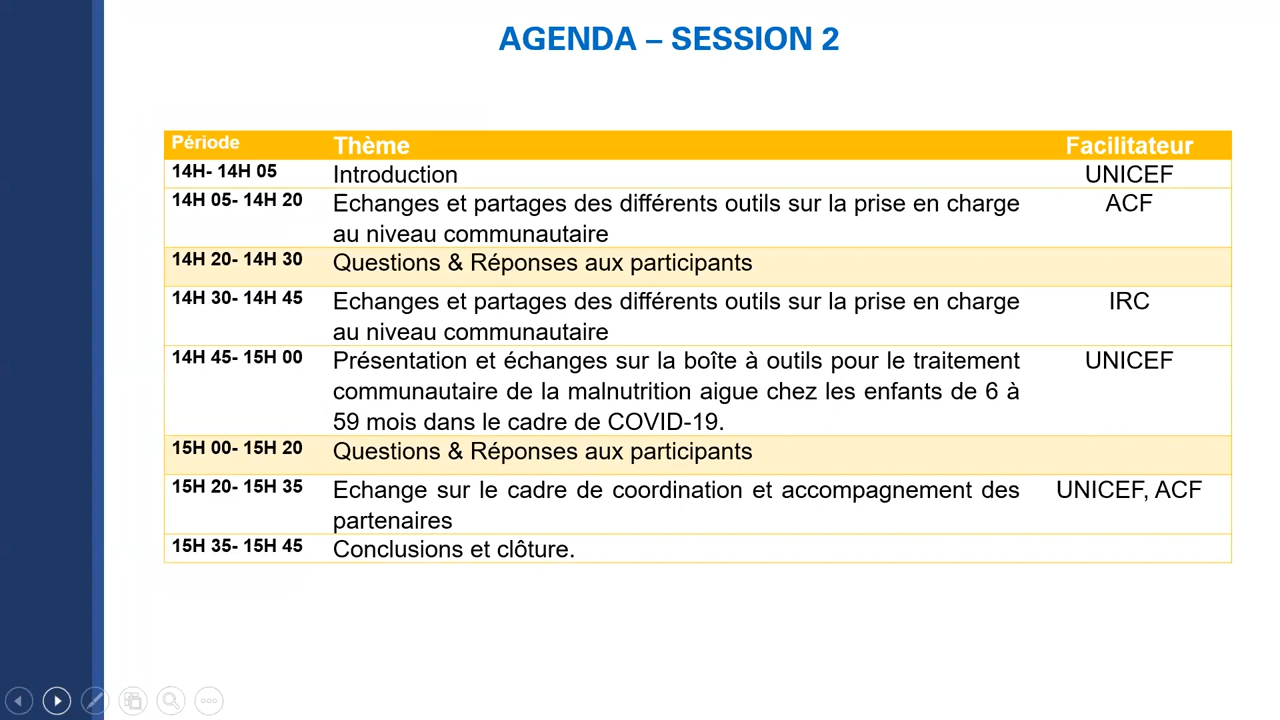 AGENDA – SESSION 2
Période Thème Facilitateur
14H- 14H 05 Introduction UNICEF
14H 05- 14H 20 Echanges et partages des différents outils sur la prise en charge ACF
au niveau communautaire
14H 20- 14H 30 Questions & Réponses aux participants
14H 30- 14H 45 Echanges et partages des différents outils sur la prise en charge IRC
au niveau communautaire
14H 45- 15H 00 Présentation et échanges sur la boîte à outils pour le traitement UNICEF
communautaire de la malnutrition aigue chez les enfants de 6 à
59 mois dans le cadre de COVID-19.
15H 00- 15H 20 Questions & Réponses aux participants
15H 20- 15H 35 Echange sur le cadre de coordination et accompagnement des UNICEF, ACF
partenaires
15H 35- 15H 45 Conclusions et clôture.